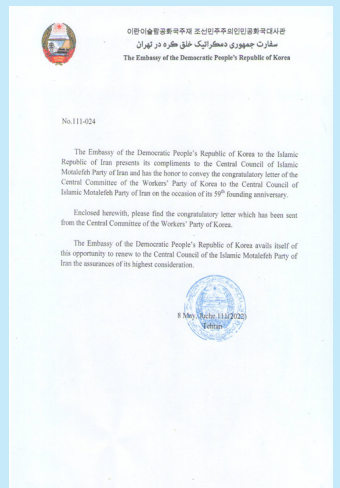 이란이슬람공화국주재 조선민주주의인민공화국대사관
سفارت جمهوری دمکراتیک خلق کره در تهران
The Embassy of the Democratic People's Republic of Korea
No.111-024
The Embassy of the Democratic People's Republic of Korea to the Islamic
Republic of Iran presents its compliments to the Central Council of Islamic
Motalefeh Party of Iran and has the honor to convey the congratulatory letter of the
Central Committee of the Workers' Party of Korea to the Central Council of
Islamic Motalefeh Party of Iran on the occasion of its 59th founding anniversary.
Enclosed herewith, please find the congratulatory letter which has been sent
from the Central Committee of the Workers' Party of Korea.
The Embassy of the Democratic People's Republic of Korea avails itself of
this opportunity to renew to the Central Council of the Islamic Motalefeh Party of
Iran the assurances of its highest consideration.
8 May, Juche 111(2022)
Tehran